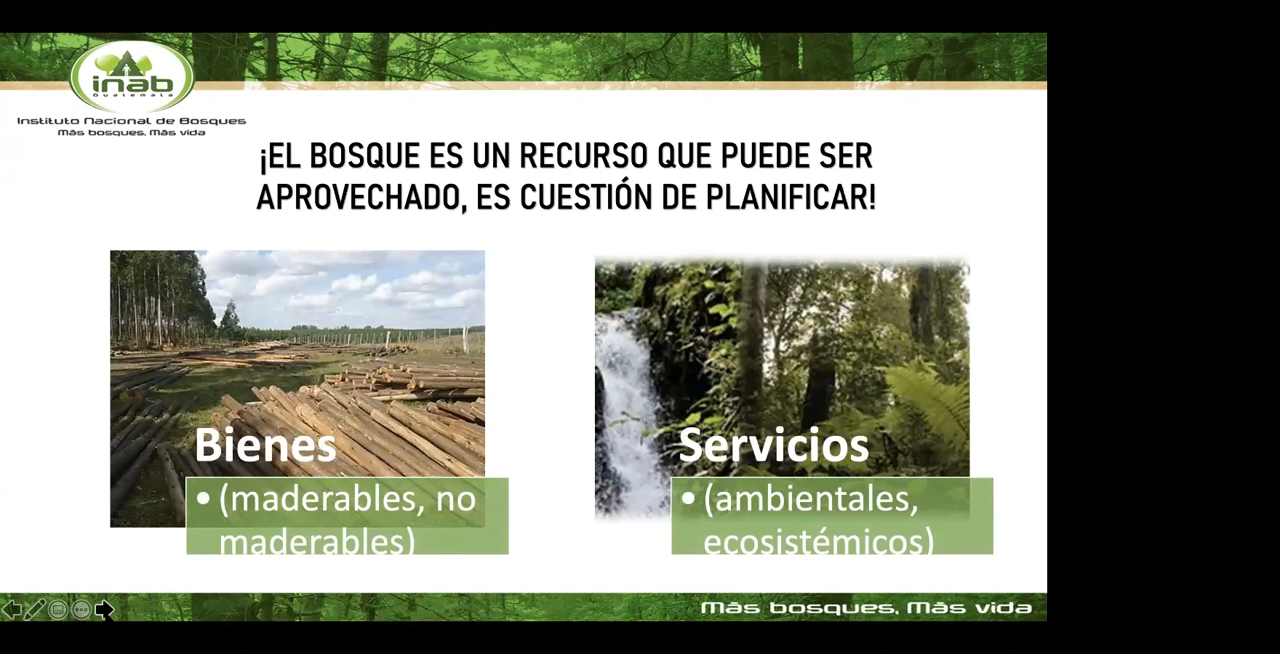 inab
Guatemala
Instituto Nacional de Bosques
Más bosques, Más vida
¡EL BOSQUE ES UN RECURSO QUE PUEDE SER
APROVECHADO, ES CUESTIÓN DE PLANIFICAR!
Bienes
• (maderables, no
maderables)
Servicios
• (ambientales,
ecosistémicos)
Más bosques, Más vida